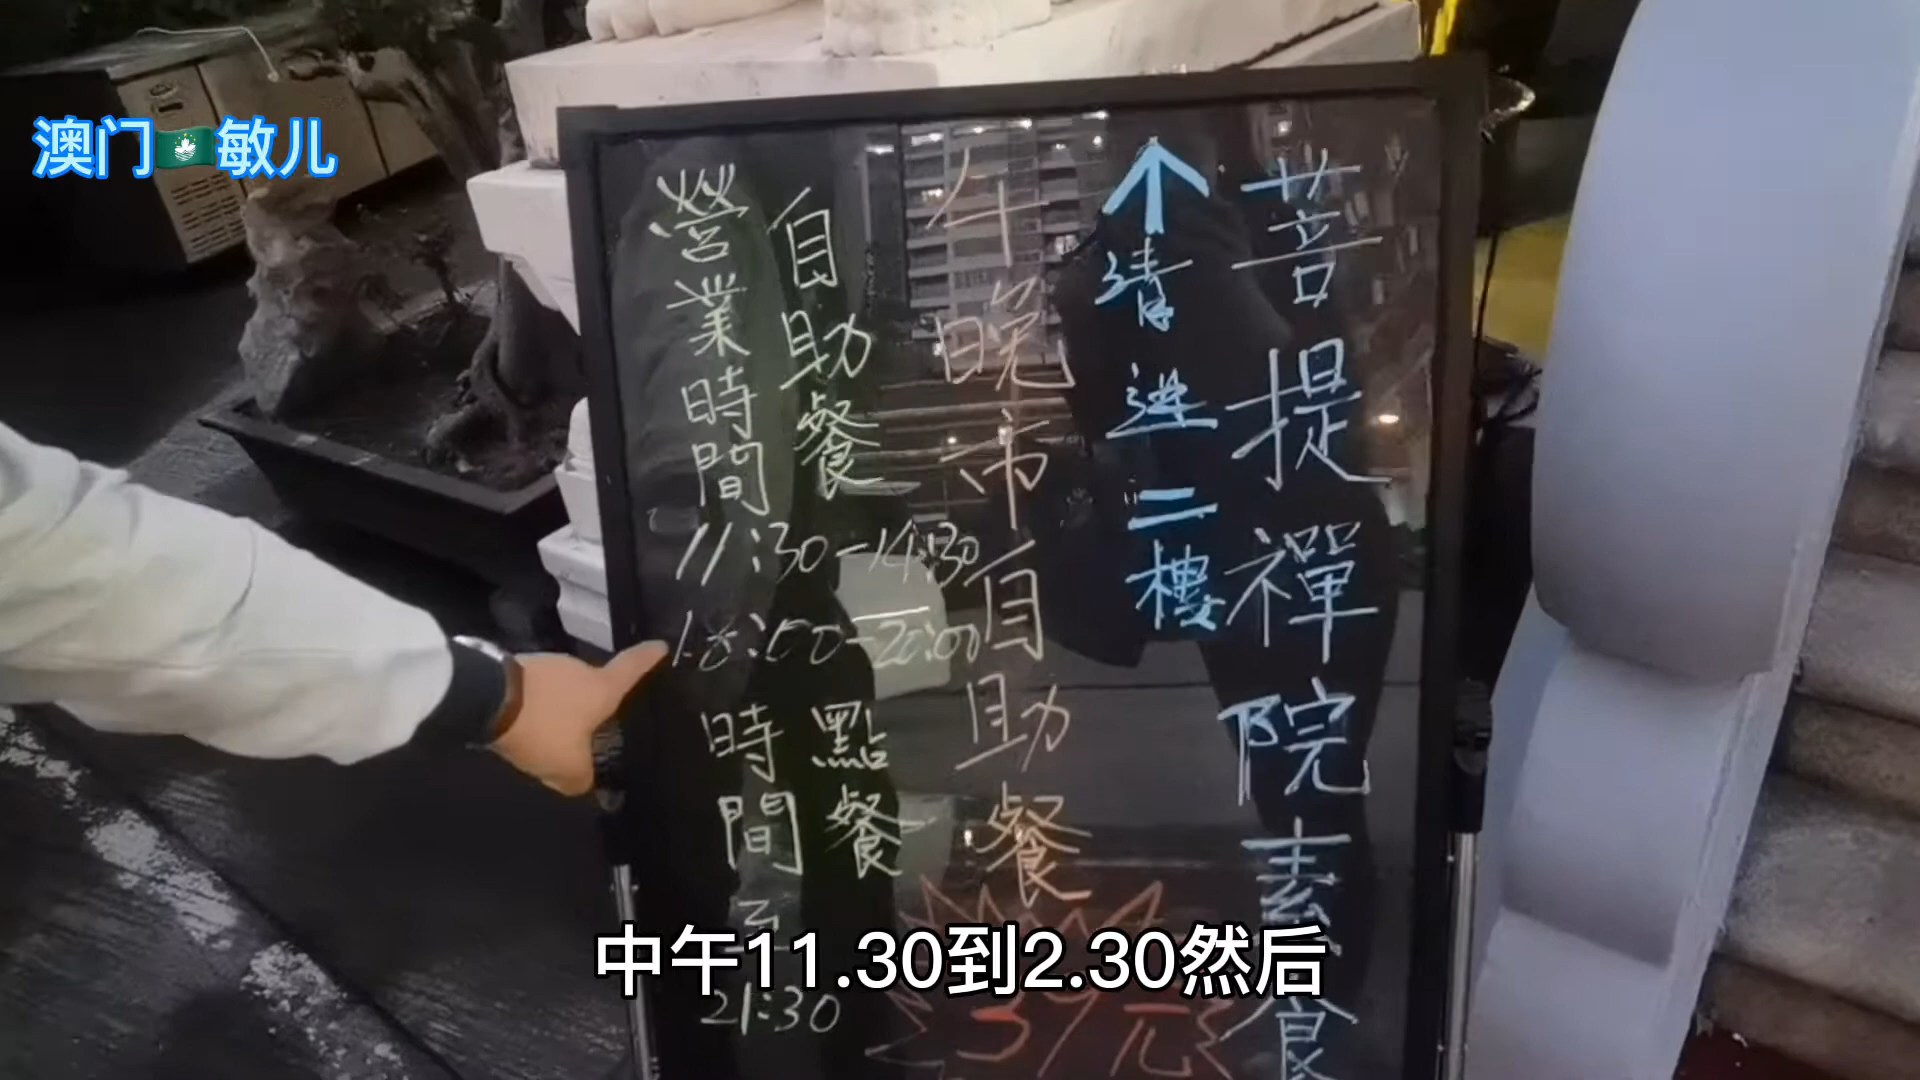 澳门🇲🇴敏儿
菩提禪院素食
請進二樓
午晚市自助餐
自助餐
營業時間
11:30-14:30
18:00-20:00
點餐
時間至
21:30
中午11.30到2.30然后